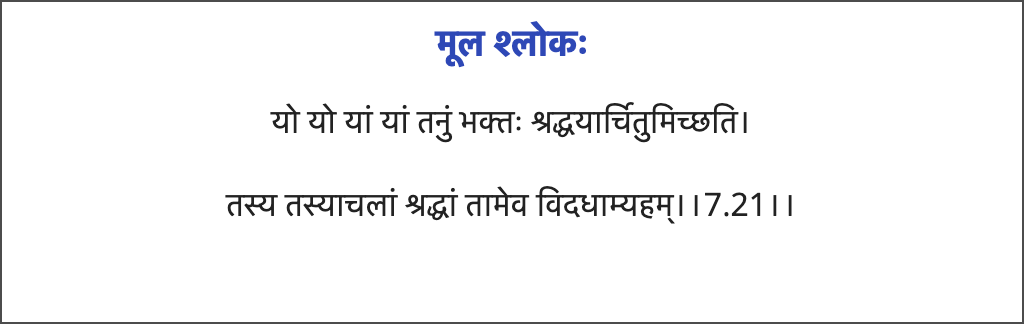 मूल श्लोकः
यो यो यां यां तनुं भक्तः श्रद्धयार्चितुमिच्छति।
तस्य तस्याचलां श्रद्धां तामेव विदधाम्यहम्।।7.21।।